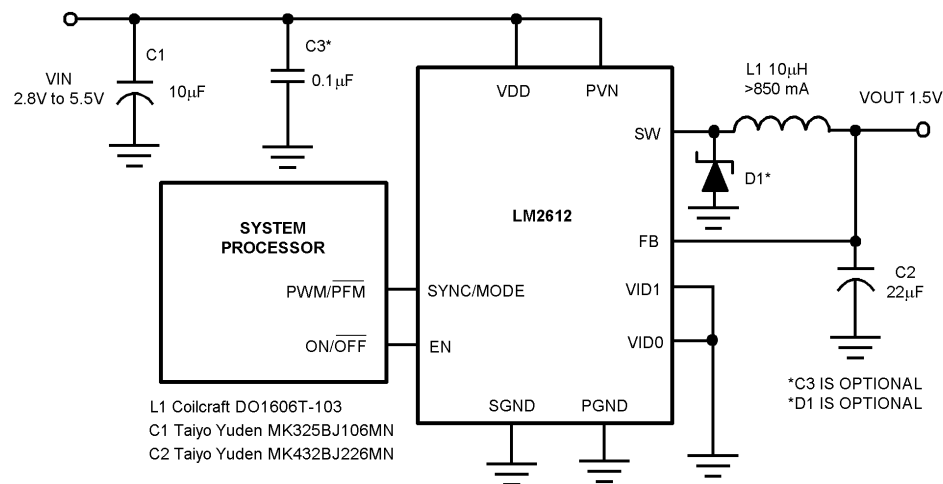 C1
C3*
VIN
2.8V to 5.5V
10μF
0.1μF
L1 10μH
>850 mA
VOUT 1.5V
VDD
PVN
SW
D1*
LM2612
SYSTEM
PROCESSOR
FB
C2
22μF
PWM/PFM
SYNC/MODE
VID1
ON/OFF
EN
VID0
*C3 IS OPTIONAL
*D1 IS OPTIONAL
L1 Coilcraft DO1606T-103
C1 Taiyo Yuden MK325BJ106MN
C2 Taiyo Yuden MK432BJ226MN
SGND
PGND